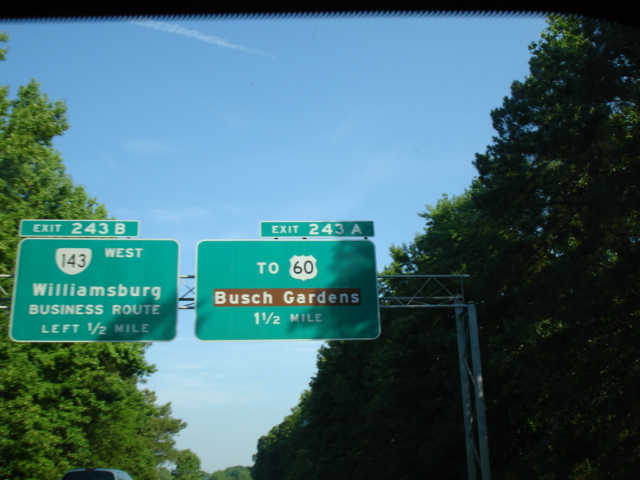 EXIT 243 B
143 WEST
Williamsburg
BUSINESS ROUTE
LEFT 1/2 MILE
EXIT 243 A
TO 60
Busch Gardens
1 1/2 MILE